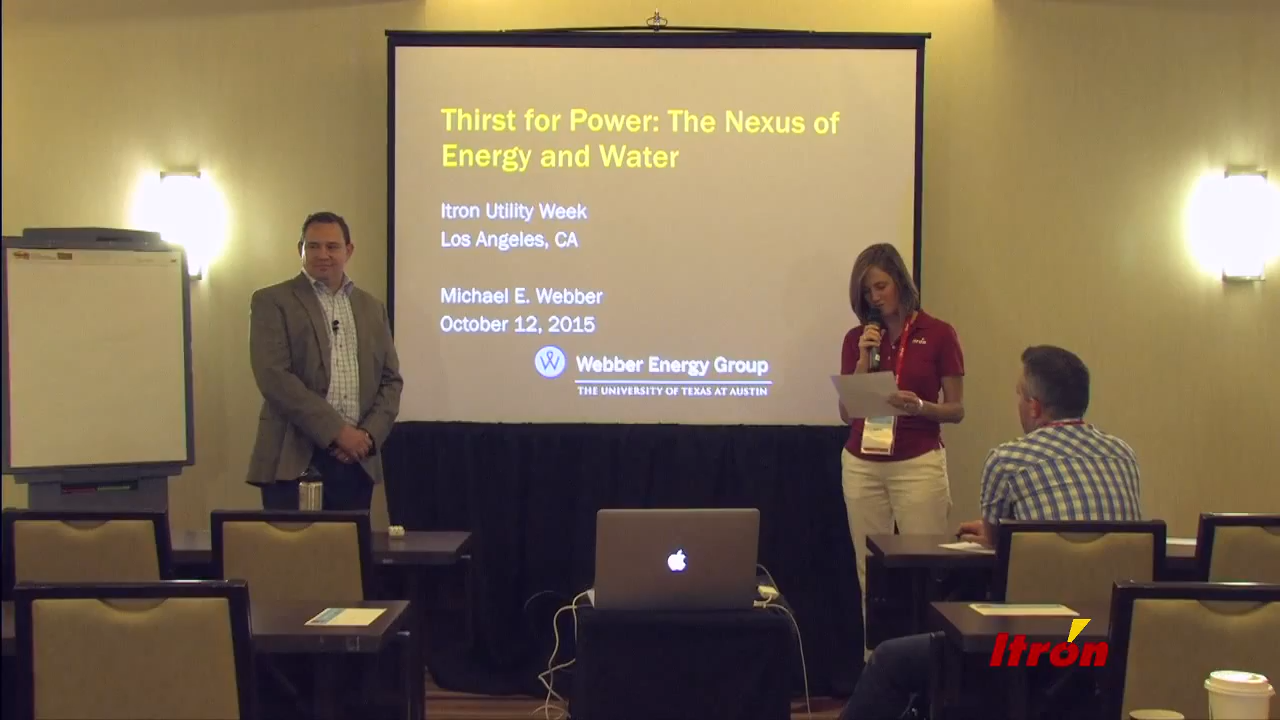 Thirst for Power: The Nexus of
Energy and Water
Itron Utility Week
Los Angeles, CA
Michael E. Webber
October 12, 2015
W Webber Energy Group
THE UNIVERSITY OF TEXAS AT AUSTIN
Itron
Itron